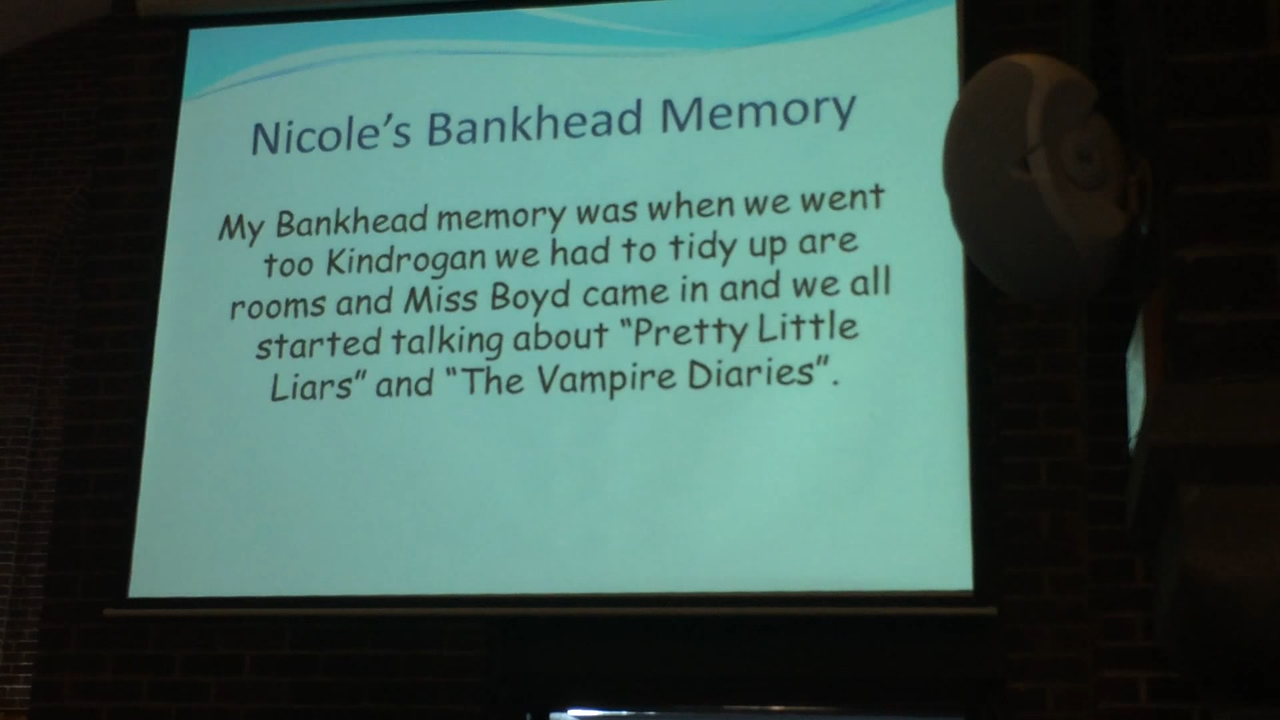 Nicole's Bankhead Memory
My Bankhead memory was when we went
too Kindrogan we had to tidy up are
rooms and Miss Boyd came in and we all
started talking about "Pretty Little
Liars" and "The Vampire Diaries".